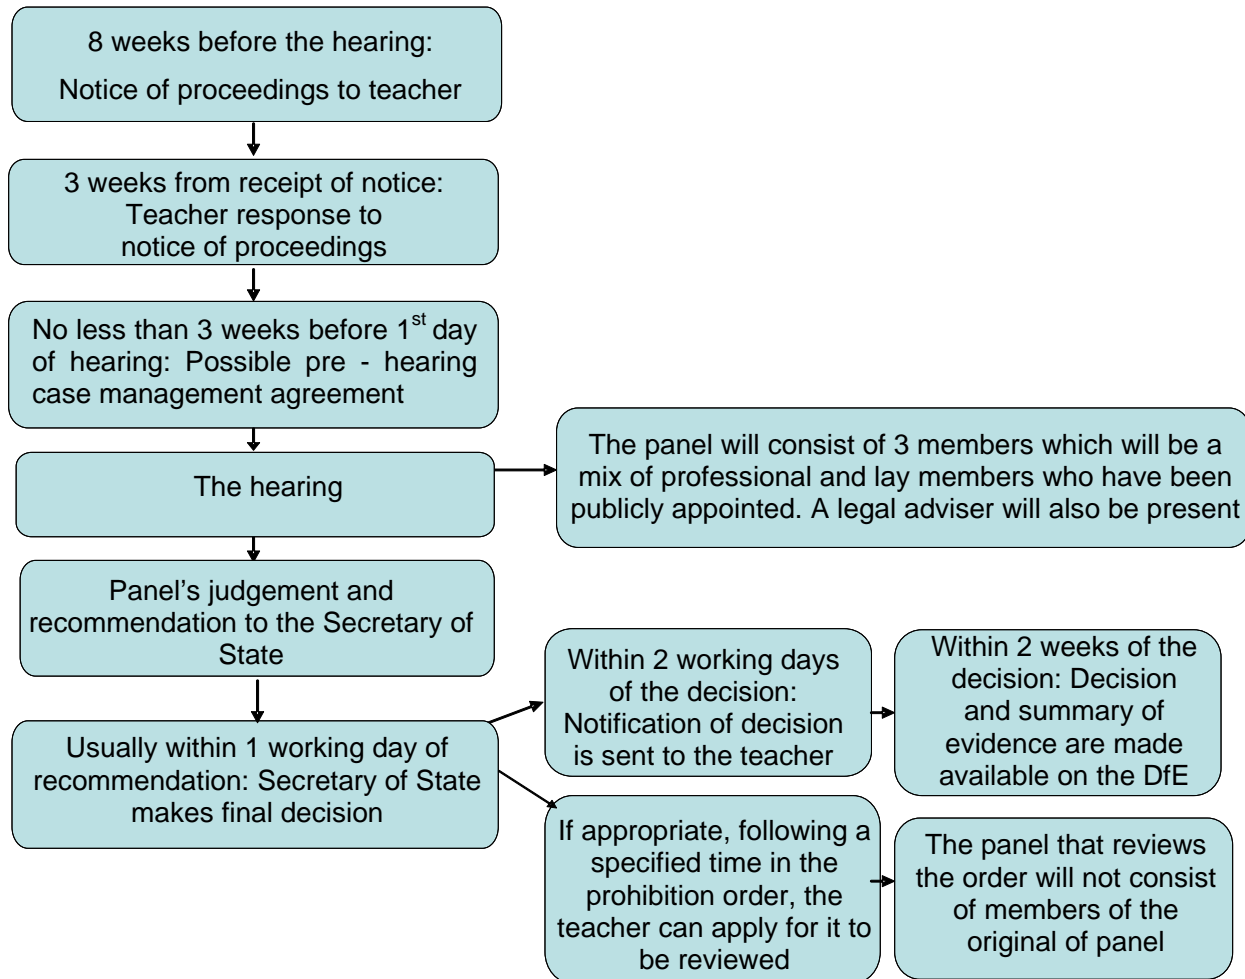 8 weeks before the hearing:
Notice of proceedings to teacher
3 weeks from receipt of notice:
Teacher response to
notice of proceedings
No less than 3 weeks before 1st day
of hearing: Possible pre - hearing
case management agreement
The hearing
The panel will consist of 3 members which will be a
mix of professional and lay members who have been
publicly appointed. A legal adviser will also be present
Panel’s judgement and
recommendation to the Secretary of
State
Usually within 1 working day of
recommendation: Secretary of State
makes final decision
Within 2 working days
of the decision:
Notification of decision
is sent to the teacher
Within 2 weeks of the
decision: Decision
and summary of
evidence are made
available on the DfE
If appropriate, following a
specified time in the
prohibition order, the
teacher can apply for it to
be reviewed
The panel that reviews
the order will not consist
of members of the
original of panel